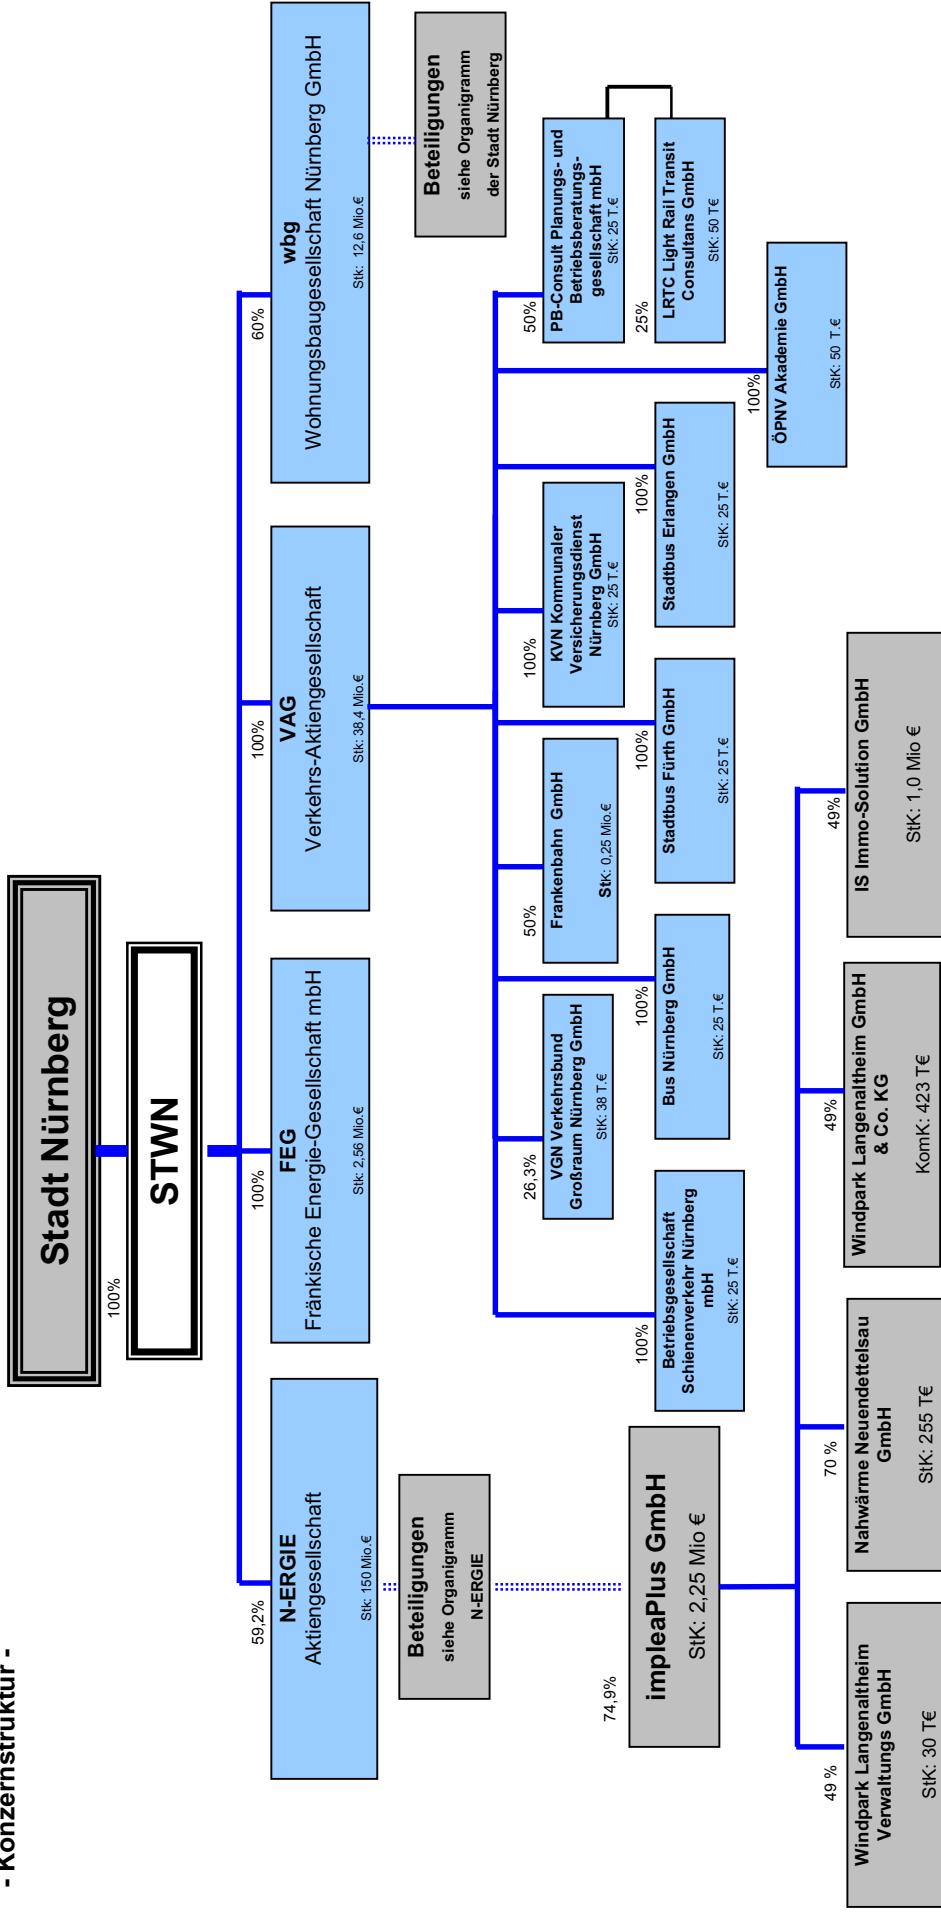 - Konzernstruktur -
Stadt Nürnberg
100%
STWN
59,2%
N-ERGIE
Aktiengesellschaft
Stk: 150 Mio.€
100%
FEG
Fränkische Energie-Gesellschaft mbH
Stk: 2,56 Mio.€
100%
VAG
Verkehrs-Aktiengesellschaft
Stk: 38,4 Mio.€
60%
wbg
Wohnungsbaugesellschaft Nürnberg GmbH
Stk: 12,6 Mio.€
Beteiligungen
siehe Organigramm
N-ERGIE
Beteiligungen
siehe Organigramm
der Stadt Nürnberg
26,3%
VGN Verkehrsbund
Großraum Nürnberg GmbH
StK: 38 T.€
50%
Frankenbahn GmbH
StK: 0,25 Mio.€
100%
KVN Kommunaler
Versicherungsdienst
Nürnberg GmbH
StK: 25 T.€
50%
PB-Consult Planungs- und
Betriebsberatungs-
gesellschaft mbH
StK: 25 T.€
74,9%
impleaPlus GmbH
StK: 2,25 Mio €
100%
Betriebsgesellschaft
Schienenverkehr Nürnberg
mbH
StK: 25 T.€
100%
Bus Nürnberg GmbH
StK: 25 T.€
100%
Stadtbus Fürth GmbH
StK: 25 T.€
100%
Stadtbus Erlangen GmbH
StK: 25 T.€
25%
LRTC Light Rail Transit
Consultans GmbH
StK: 50 T€
100%
ÖPNV Akademie GmbH
StK: 50 T.€
49 %
Windpark Langenaltheim
Verwaltungs GmbH
StK: 30 T€
70 %
Nahwärme Neuendettelsau
GmbH
StK: 255 T€
49%
Windpark Langenaltheim GmbH
& Co. KG
KomK: 423 T€
49%
IS Immo-Solution GmbH
StK: 1,0 Mio €